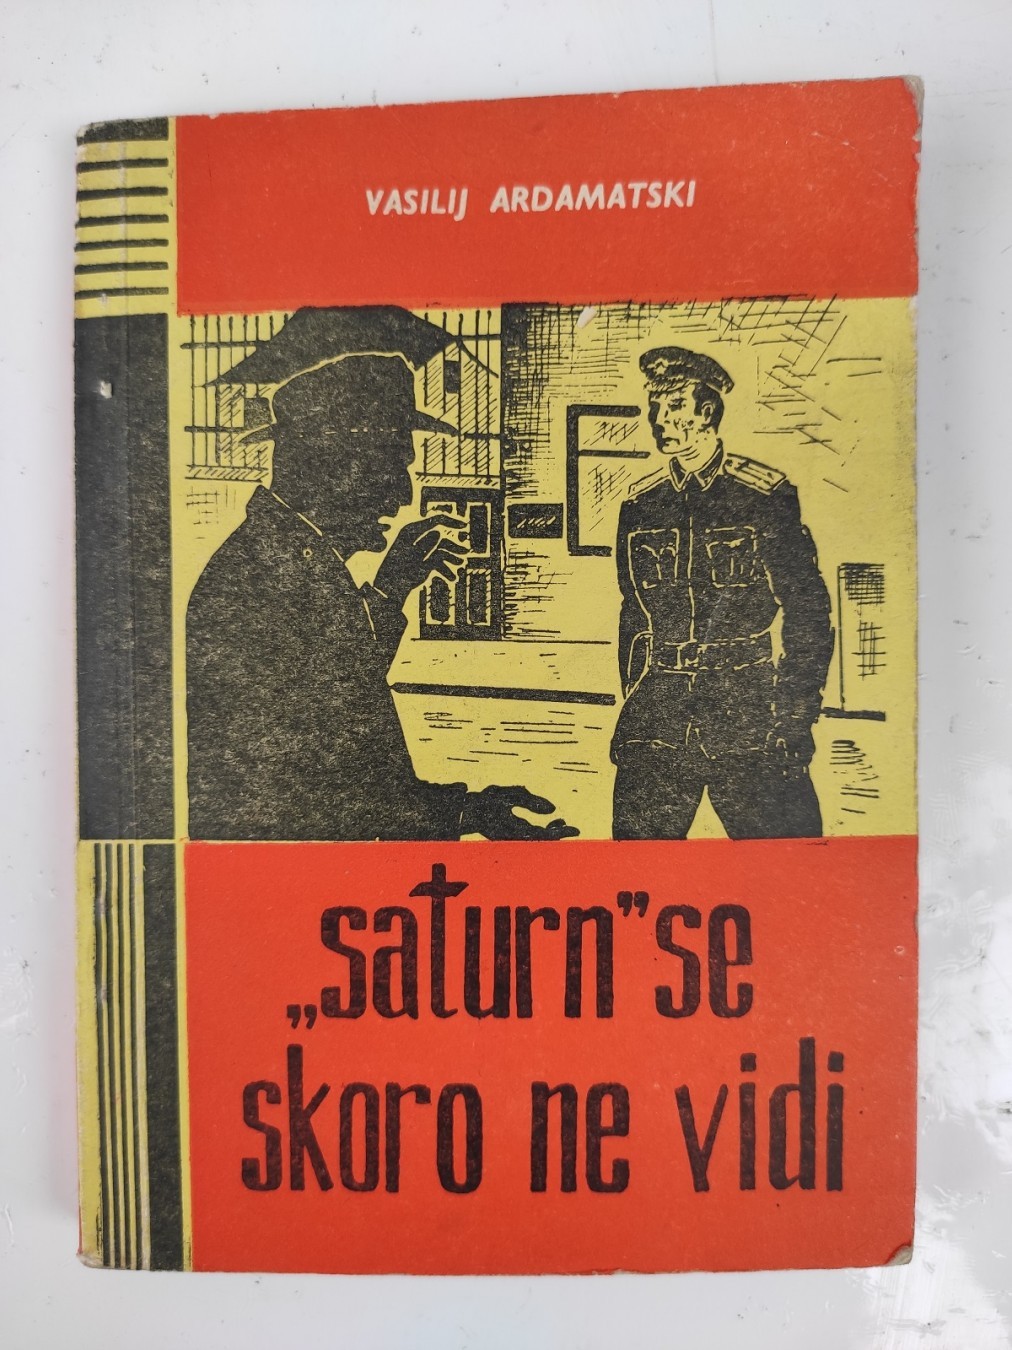 VASILIJ ARDAMATSKI
„saturn” se
skoro ne vidi